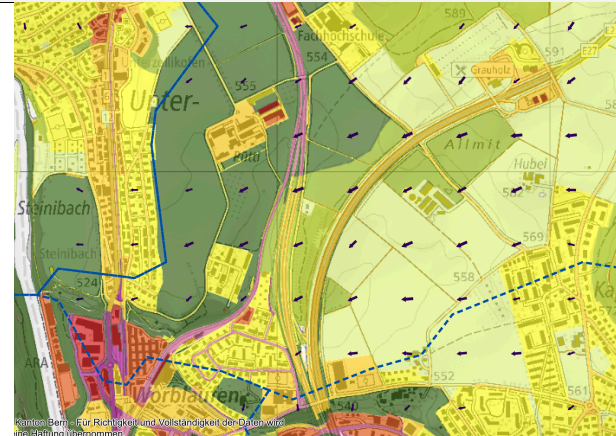 589
Fachhochschule
554
591
E27
Grauholz
Unter-
555
Allmit
Hubel
582
Steinibach
569
Steinibach
558
524
ARA
Worblaufen
552
561
540
Kanton Bern - Für Richtigkeit und Vollständigkeit der Daten wird
ine Haftung übernommen